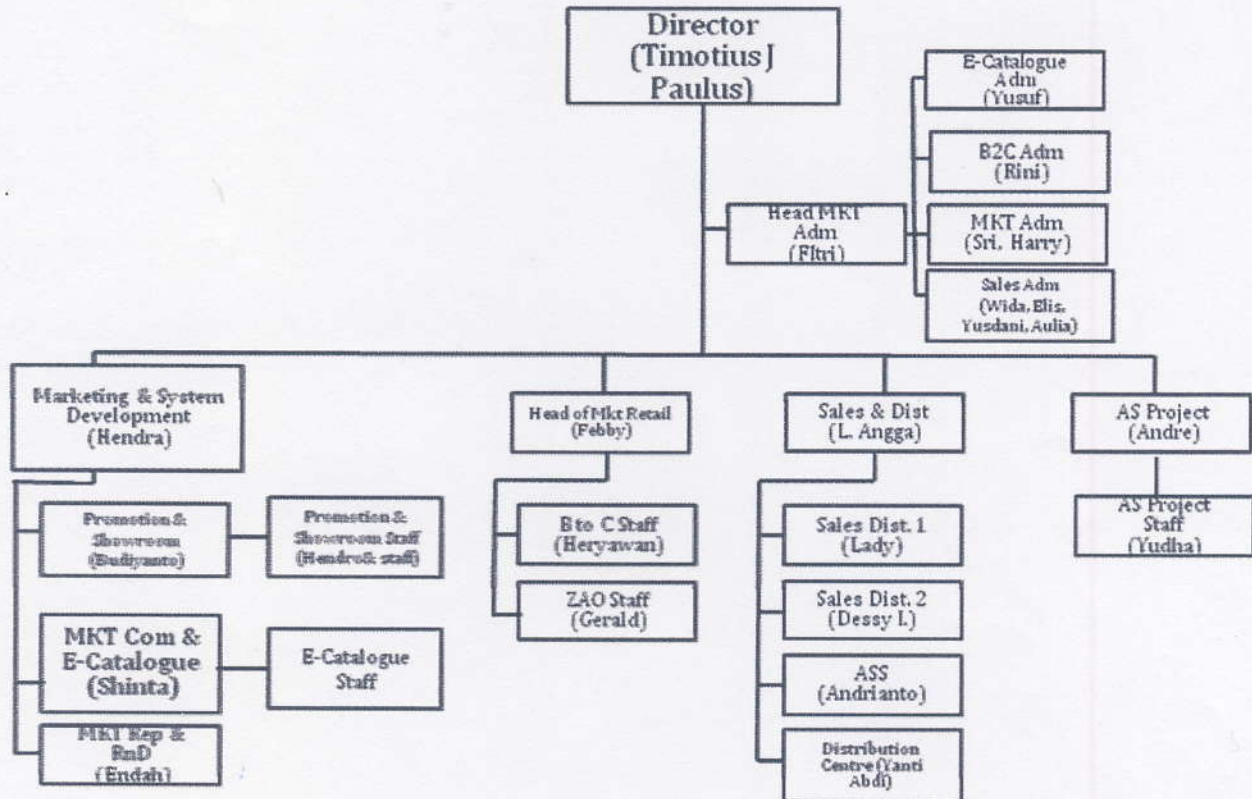 Director
(Timotius J
Paulus)
E-Catalogue
Adm
(Yusuf)
B2C Adm
(Rini)
Head MKT
Adm
(Fitri)
MKT Adm
(Sri, Harry)
Sales Adm
(Wida, Elis,
Yusdani, Aulia)
Marketing & System
Development
(Hendra)
Head of Mkt Retail
(Febby)
Sales & Dist
(L. Angga)
AS Project
(Andre)
Promotion &
Showroom
(Budiyanto)
Promotion &
Showroom Staff
(Hendro & staff)
B to C Staff
(Heryawan)
Sales Dist. 1
(Lady)
AS Project
Staff
(Yudha)
ZAO Staff
(Gerald)
Sales Dist. 2
(Dessy I.)
MKT Com &
E-Catalogue
(Shinta)
E-Catalogue
Staff
ASS
(Andrianto)
MKT Rep &
RnD
(Endah)
Distribution
Centre (Yanti
Abdi)